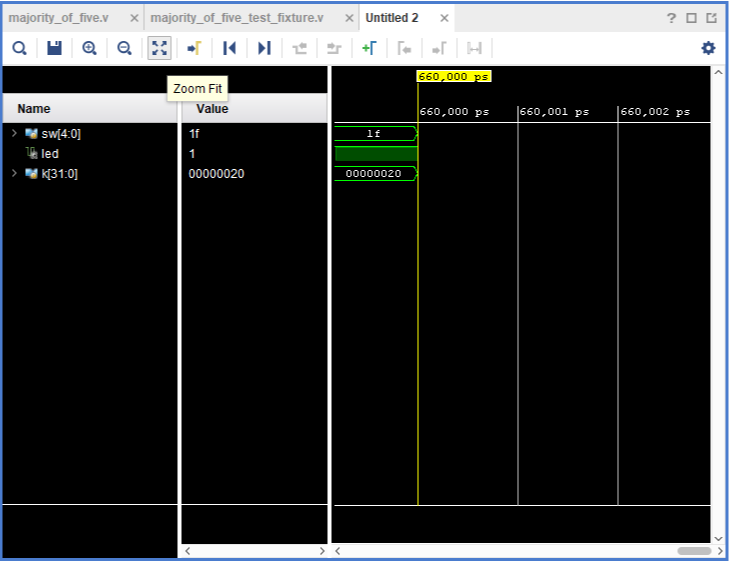 majority_of_five.v × majority_of_five_test_fixture.v × Untitled 2 × ?
Zoom Fit
660,000 ps
Name Value 660,000 ps 660,001 ps 660,002 ps
sw[4:0] 1f 1f
led 1
k[31:0] 00000020 00000020